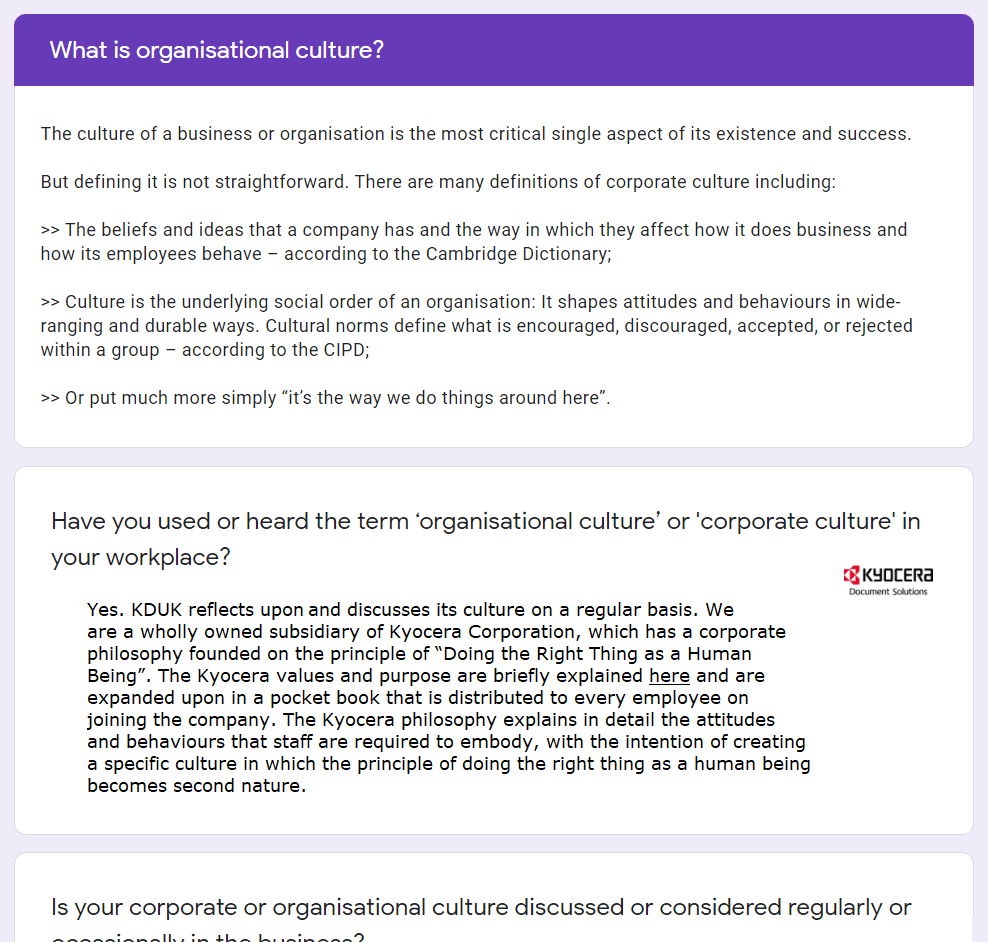 What is organisational culture?
The culture of a business or organisation is the most critical single aspect of its existence and success.
But defining it is not straightforward. There are many definitions of corporate culture including:
>> The beliefs and ideas that a company has and the way in which they affect how it does business and
how its employees behave – according to the Cambridge Dictionary;
>> Culture is the underlying social order of an organisation: It shapes attitudes and behaviours in wide-
ranging and durable ways. Cultural norms define what is encouraged, discouraged, accepted, or rejected
within a group – according to the CIPD;
>> Or put much more simply “it’s the way we do things around here”.
Have you used or heard the term ‘organisational culture’ or 'corporate culture' in
your workplace?
KYOCERA
Document Solutions
Yes. KDUK reflects upon and discusses its culture on a regular basis. We
are a wholly owned subsidiary of Kyocera Corporation, which has a corporate
philosophy founded on the principle of “Doing the Right Thing as a Human
Being”. The Kyocera values and purpose are briefly explained here and are
expanded upon in a pocket book that is distributed to every employee on
joining the company. The Kyocera philosophy explains in detail the attitudes
and behaviours that staff are required to embody, with the intention of creating
a specific culture in which the principle of doing the right thing as a human being
becomes second nature.
Is your corporate or organisational culture discussed or considered regularly or
occasionally in the business?